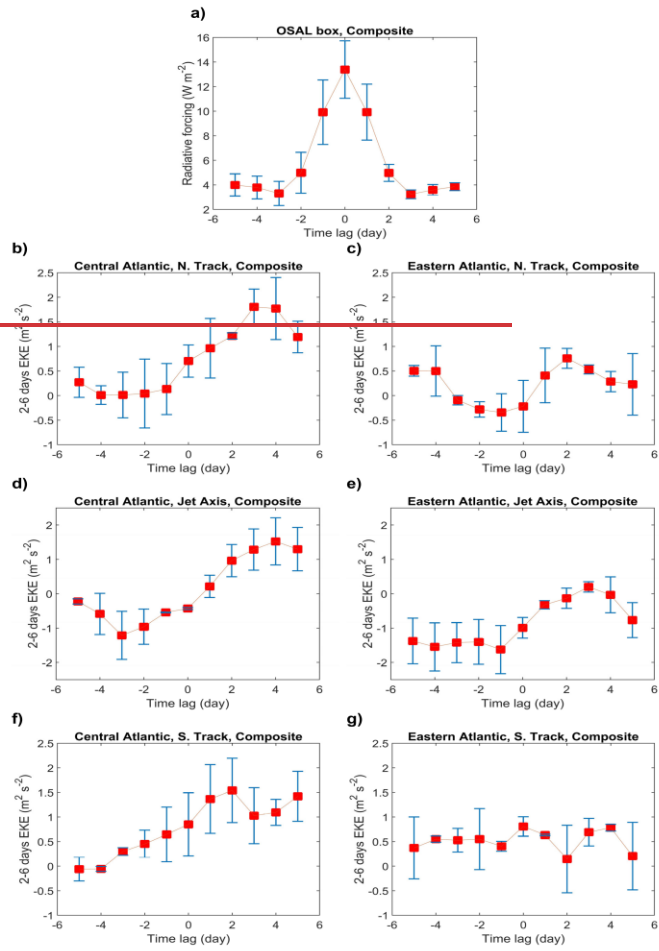 a)
OSAL box, Composite
Radiative forcing (W m-2)
16
14
12
10
8
6
4
2
-6 -4 -2 0 2 4 6
Time lag (day)
b)
Central Atlantic, N. Track, Composite
2-6 days EKE (m2 s-2)
2.5
2
1.5
1
0.5
0
-0.5
-1
-6 -4 -2 0 2 4 6
Time lag (day)
c)
Eastern Atlantic, N. Track, Composite
2-6 days EKE (m2 s-2)
2.5
2
1.5
1
0.5
0
-0.5
-1
-6 -4 -2 0 2 4 6
Time lag (day)
d)
Central Atlantic, Jet Axis, Composite
2-6 days EKE (m2 s-2)
2
1
0
-1
-2
-6 -4 -2 0 2 4 6
Time lag (day)
e)
Eastern Atlantic, Jet Axis, Composite
2-6 days EKE (m2 s-2)
2
1
0
-1
-2
-6 -4 -2 0 2 4 6
Time lag (day)
f)
Central Atlantic, S. Track, Composite
2-6 days EKE (m2 s-2)
2.5
2
1.5
1
0.5
0
-0.5
-1
-6 -4 -2 0 2 4 6
Time lag (day)
g)
Eastern Atlantic, S. Track, Composite
2-6 days EKE (m2 s-2)
2.5
2
1.5
1
0.5
0
-0.5
-1
-6 -4 -2 0 2 4 6
Time lag (day)